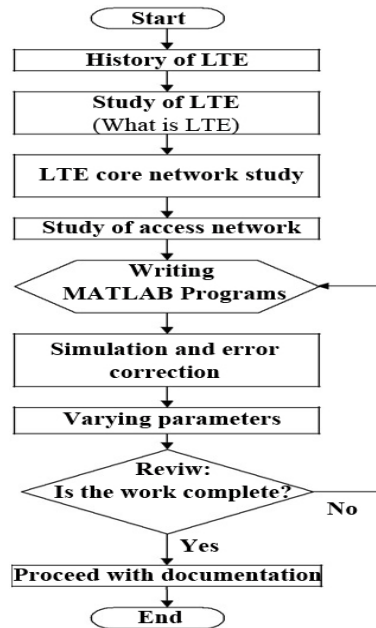 Start
History of LTE
Study of LTE
(What is LTE)
LTE core network study
Study of access network
Writing
MATLAB Programs
Simulation and error
correction
Varying parameters
Reviw:
Is the work complete?
No
Yes
Proceed with documentation
End